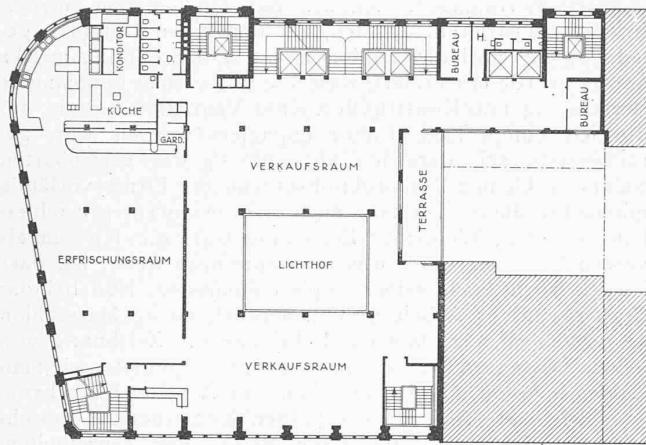 KONDITOR
D.
BUREAU
H.
BUREAU
KÜCHE
GARD.
VERKAUFSRAUM
TERRASSE
ERFRISCHUNGSRAUM
LICHTHOF
VERKAUFSRAUM